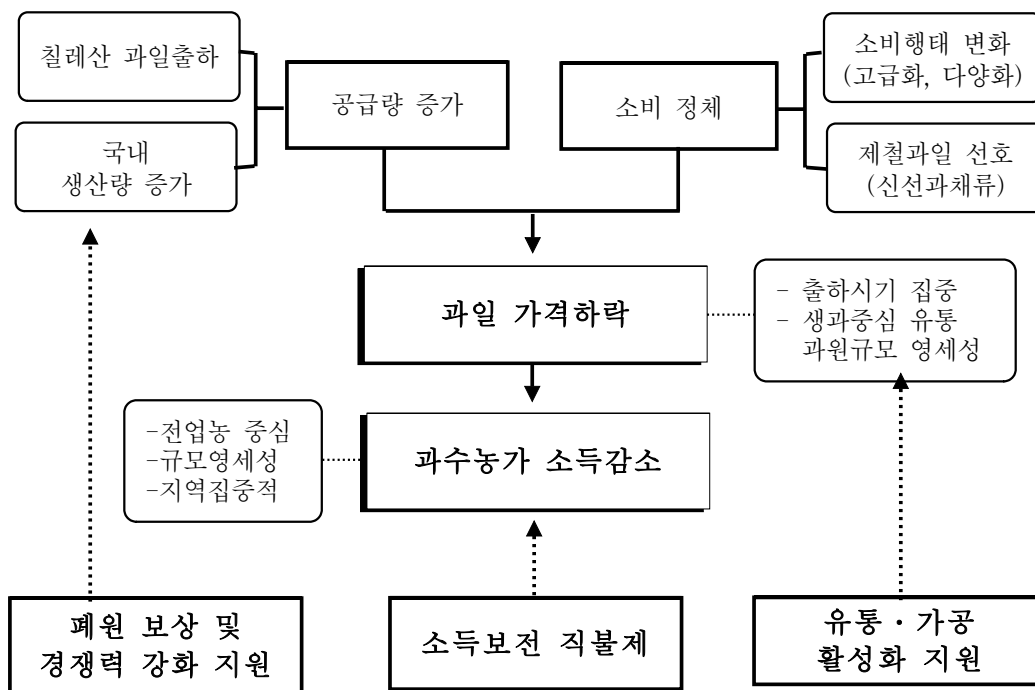 칠레산 과일출하
국내
생산량 증가
공급량 증가
소비 정체
소비행태 변화
(고급화, 다양화)
제철과일 선호
(신선과채류)
과일 가격하락
- 출하시기 집중
- 생과중심 유통
과원규모 영세성
-전업농 중심
-규모영세성
-지역집중적
과수농가 소득감소
폐원 보상 및
경쟁력 강화 지원
소득보전 직불제
유통·가공
활성화 지원